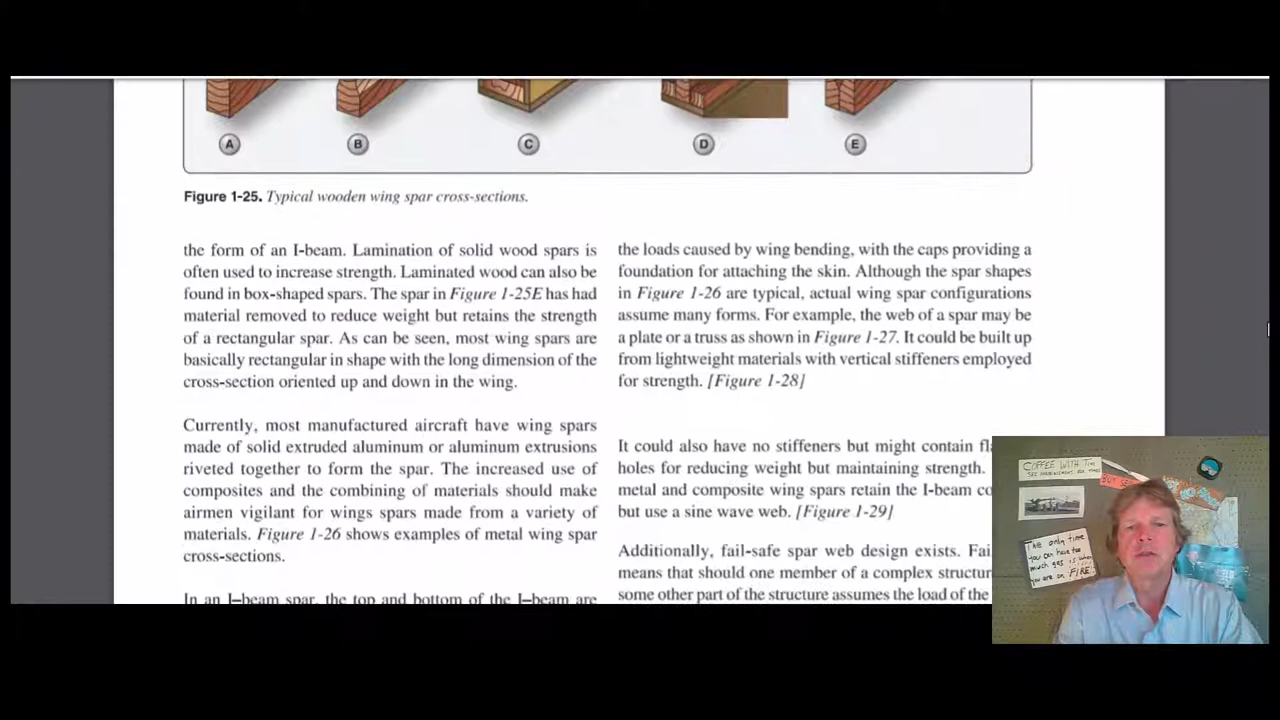 A
B
C
D
E
Figure 1-25. Typical wooden wing spar cross-sections.
the form of an I-beam. Lamination of solid wood spars is
often used to increase strength. Laminated wood can also be
found in box-shaped spars. The spar in Figure 1-25E has had
material removed to reduce weight but retains the strength
of a rectangular spar. As can be seen, most wing spars are
basically rectangular in shape with the long dimension of the
cross-section oriented up and down in the wing.
Currently, most manufactured aircraft have wing spars
made of solid extruded aluminum or aluminum extrusions
riveted together to form the spar. The increased use of
composites and the combining of materials should make
airmen vigilant for wings spars made from a variety of
materials. Figure 1-26 shows examples of metal wing spar
cross-sections.
In an I–beam spar, the top and bottom of the I–beam are
the loads caused by wing bending, with the caps providing a
foundation for attaching the skin. Although the spar shapes
in Figure 1-26 are typical, actual wing spar configurations
assume many forms. For example, the web of a spar may be
a plate or a truss as shown in Figure 1-27. It could be built up
from lightweight materials with vertical stiffeners employed
for strength. [Figure 1-28]
It could also have no stiffeners but might contain fl
holes for reducing weight but maintaining strength.
metal and composite wing spars retain the I-beam co
but use a sine wave web. [Figure 1-29]
Additionally, fail-safe spar web design exists. Fai
means that should one member of a complex structur
some other part of the structure assumes the load of the
COFFEE WITH Tim
BUT SE
The only time
you can have too
much gas is when
you are on FIRE!